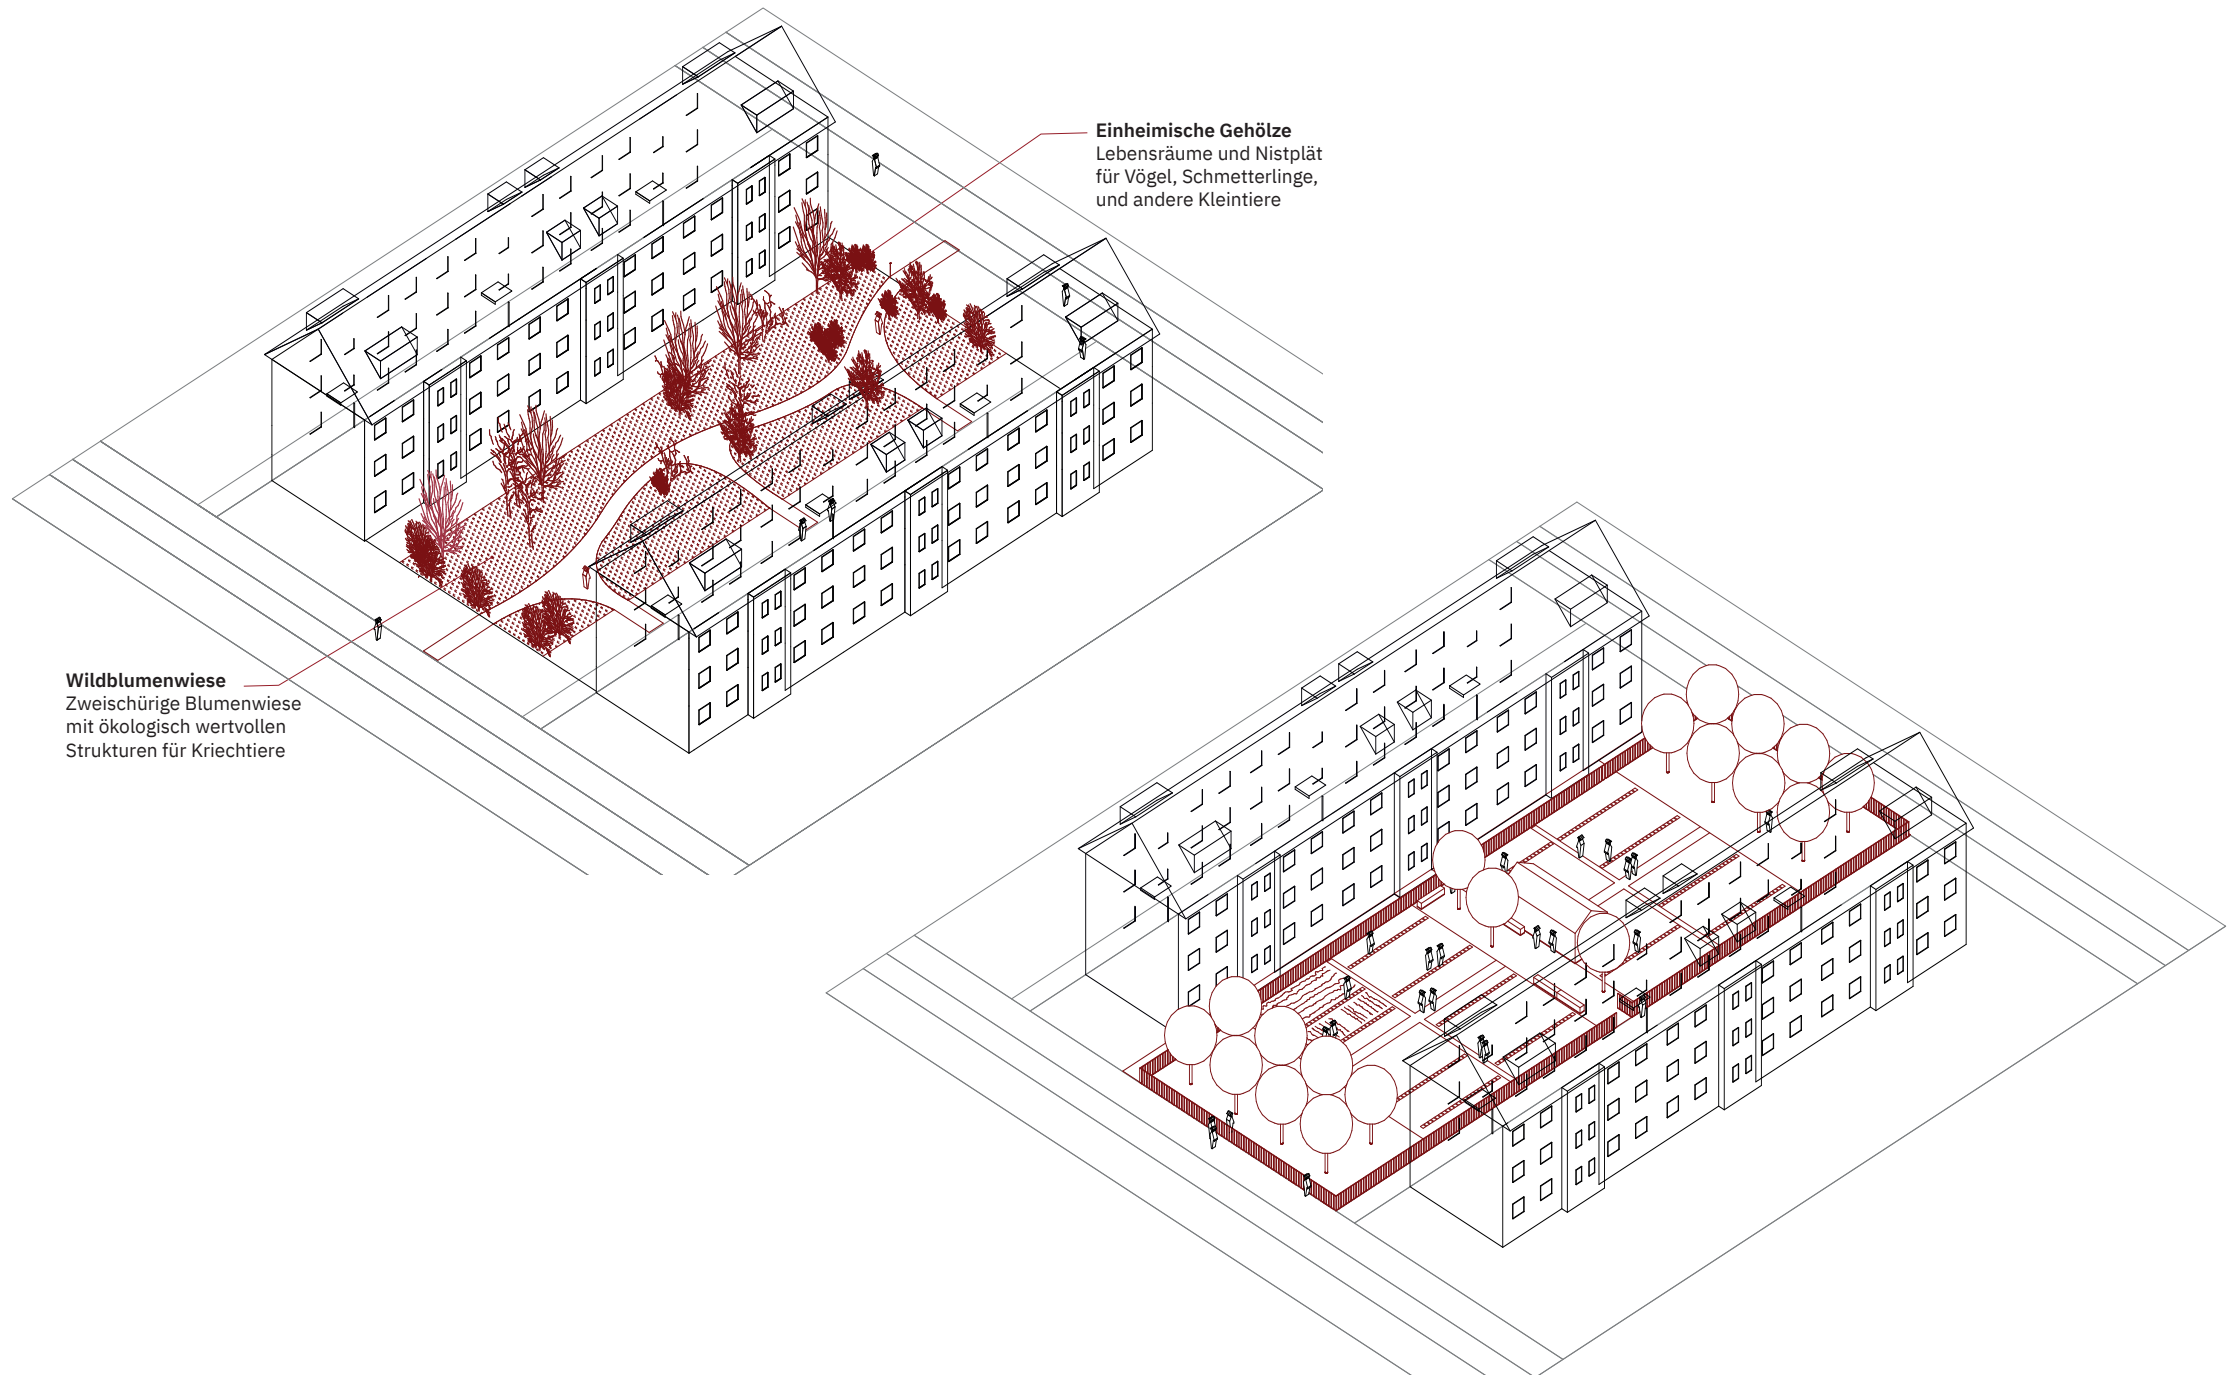 Einheimische Gehölze
Lebensräume und Nistplät
für Vögel, Schmetterlinge,
und andere Kleintiere
Wildblumenwiese
Zweischürige Blumenwiese
mit ökologisch wertvollen
Strukturen für Kriechtiere